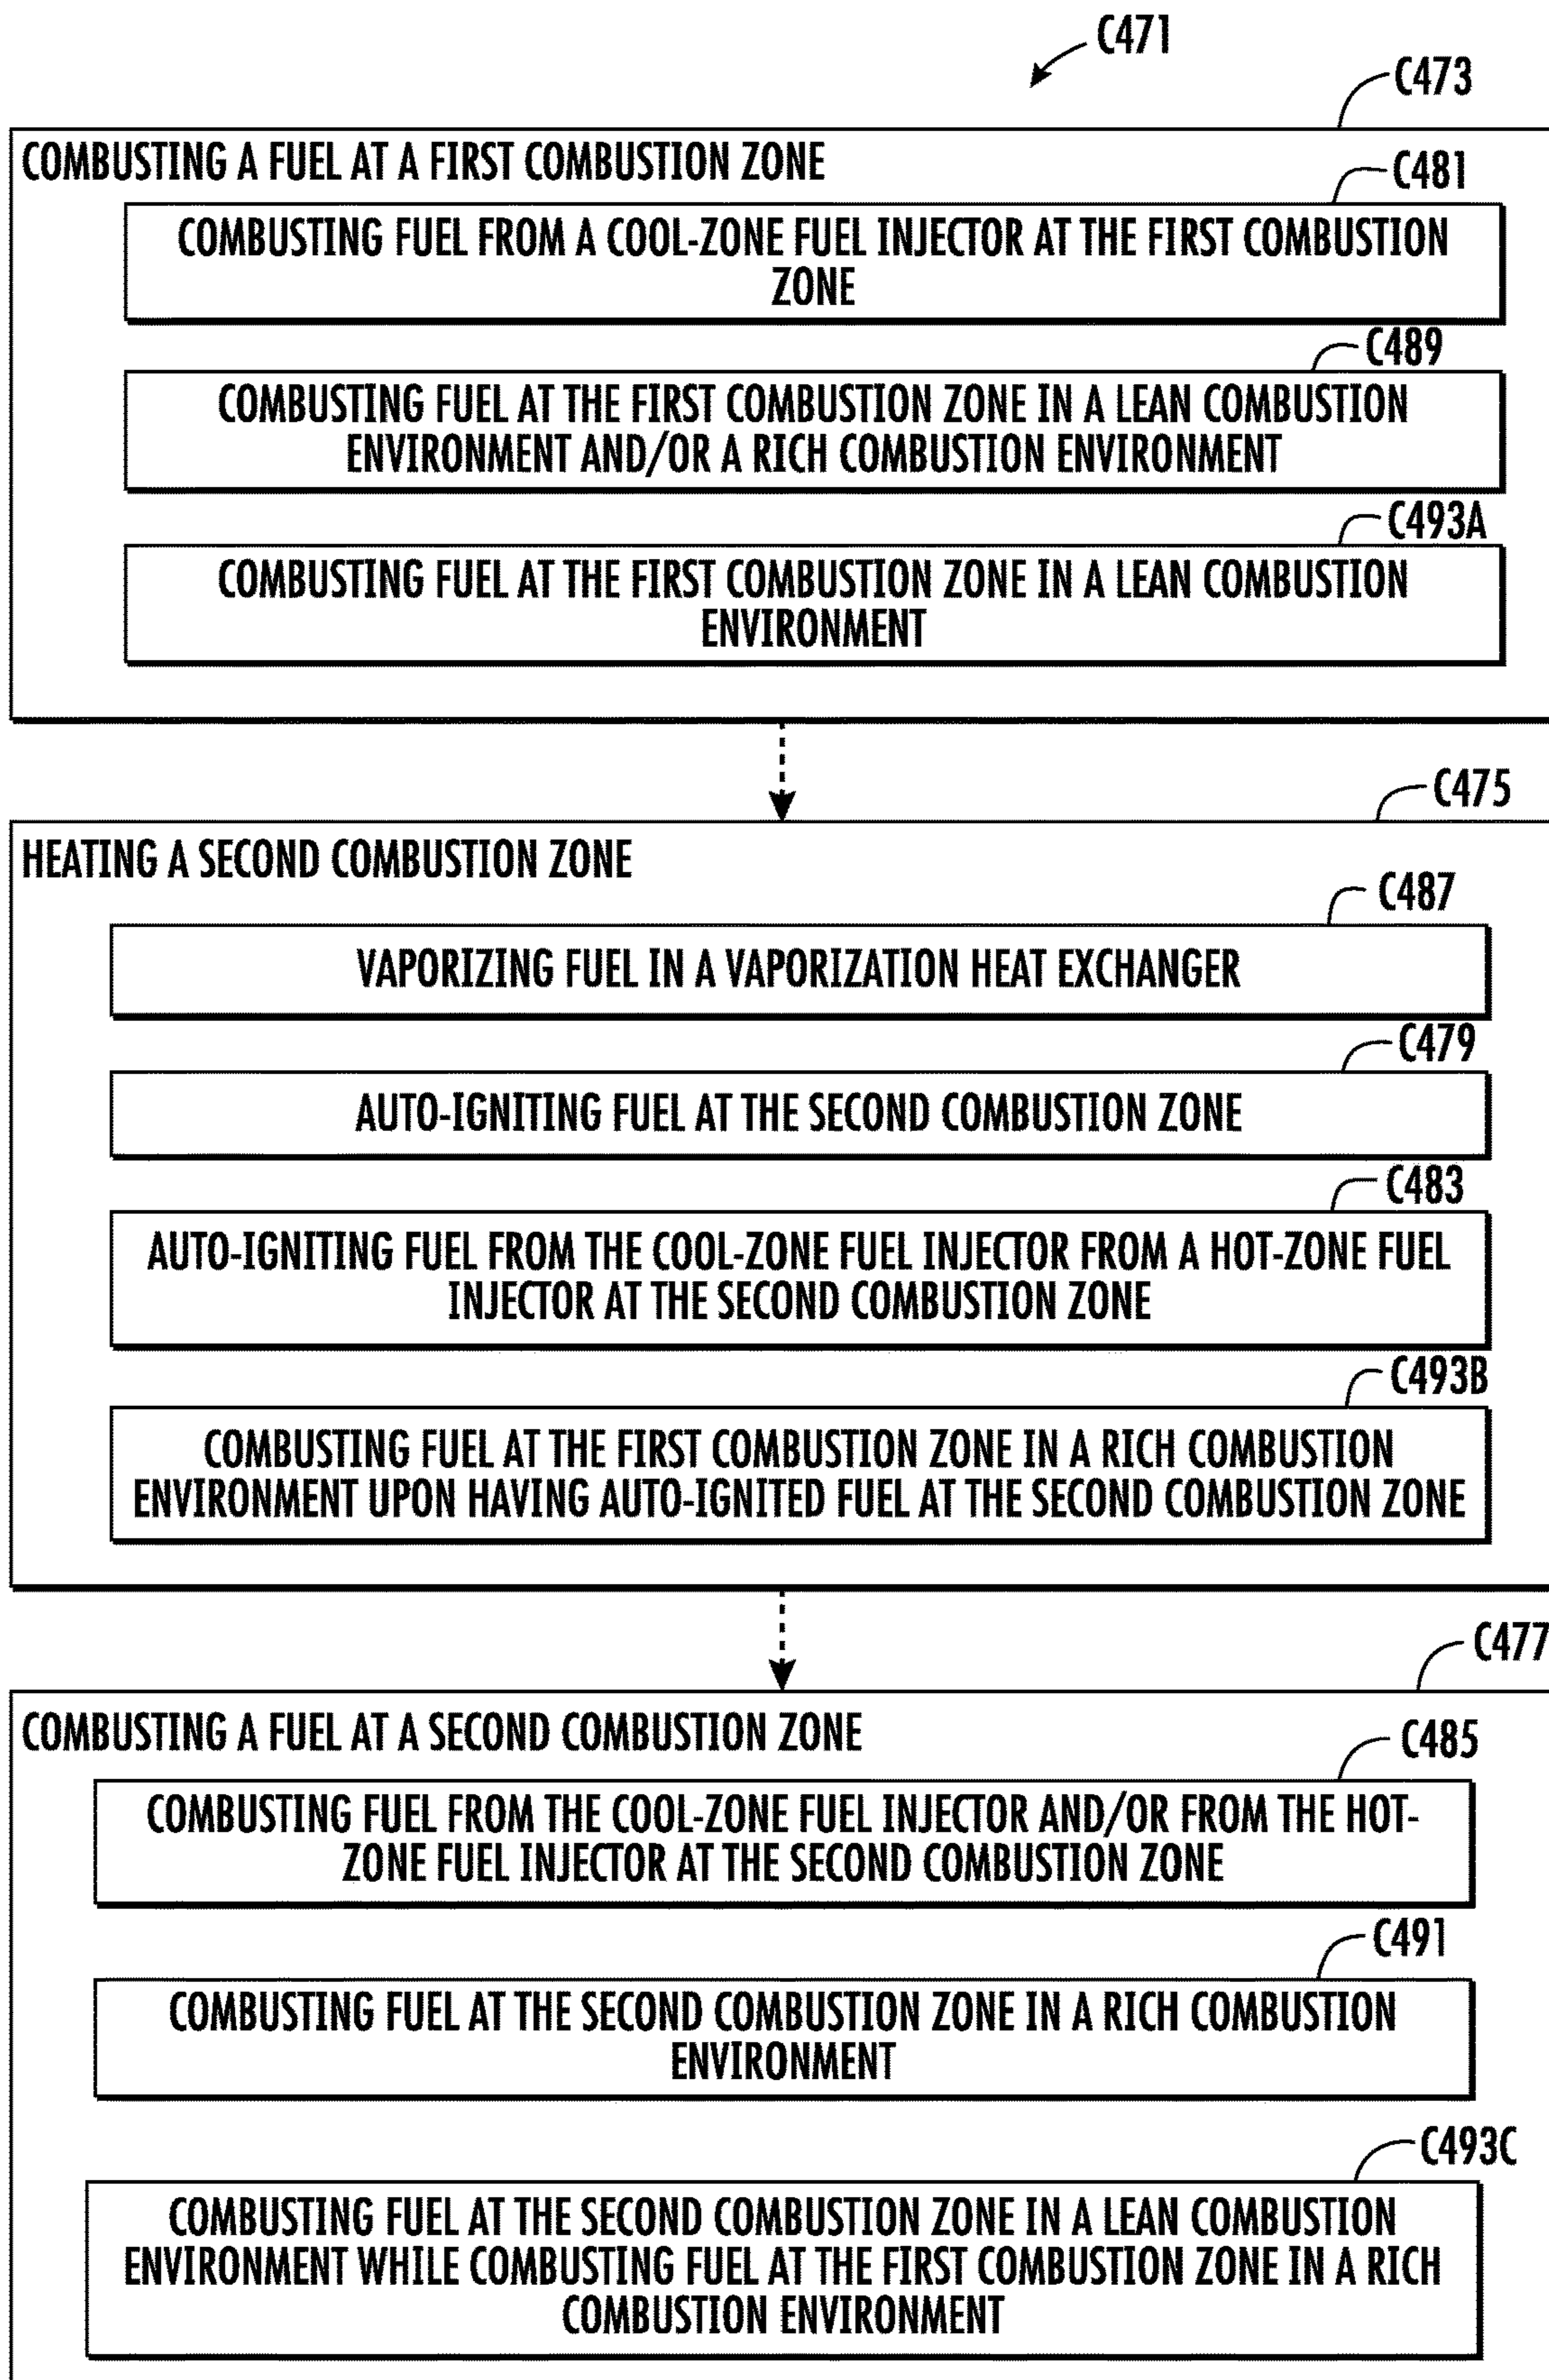 C471
C473
COMBUSTING A FUEL AT A FIRST COMBUSTION ZONE
C481
COMBUSTING FUEL FROM A COOL-ZONE FUEL INJECTOR AT THE FIRST COMBUSTION
ZONE
C489
COMBUSTING FUEL AT THE FIRST COMBUSTION ZONE IN A LEAN COMBUSTION
ENVIRONMENT AND/OR A RICH COMBUSTION ENVIRONMENT
C493A
COMBUSTING FUEL AT THE FIRST COMBUSTION ZONE IN A LEAN COMBUSTION
ENVIRONMENT
C475
HEATING A SECOND COMBUSTION ZONE
C487
VAPORIZING FUEL IN A VAPORIZATION HEAT EXCHANGER
C479
AUTO-IGNITING FUEL AT THE SECOND COMBUSTION ZONE
C483
AUTO-IGNITING FUEL FROM THE COOL-ZONE FUEL INJECTOR FROM A HOT-ZONE FUEL
INJECTOR AT THE SECOND COMBUSTION ZONE
C493B
COMBUSTING FUEL AT THE FIRST COMBUSTION ZONE IN A RICH COMBUSTION
ENVIRONMENT UPON HAVING AUTO-IGNITED FUEL AT THE SECOND COMBUSTION ZONE
C477
COMBUSTING A FUEL AT A SECOND COMBUSTION ZONE
C485
COMBUSTING FUEL FROM THE COOL-ZONE FUEL INJECTOR AND/OR FROM THE HOT-
ZONE FUEL INJECTOR AT THE SECOND COMBUSTION ZONE
C491
COMBUSTING FUEL AT THE SECOND COMBUSTION ZONE IN A RICH COMBUSTION
ENVIRONMENT
C493C
COMBUSTING FUEL AT THE SECOND COMBUSTION ZONE IN A LEAN COMBUSTION
ENVIRONMENT WHILE COMBUSTING FUEL AT THE FIRST COMBUSTION ZONE IN A RICH
COMBUSTION ENVIRONMENT